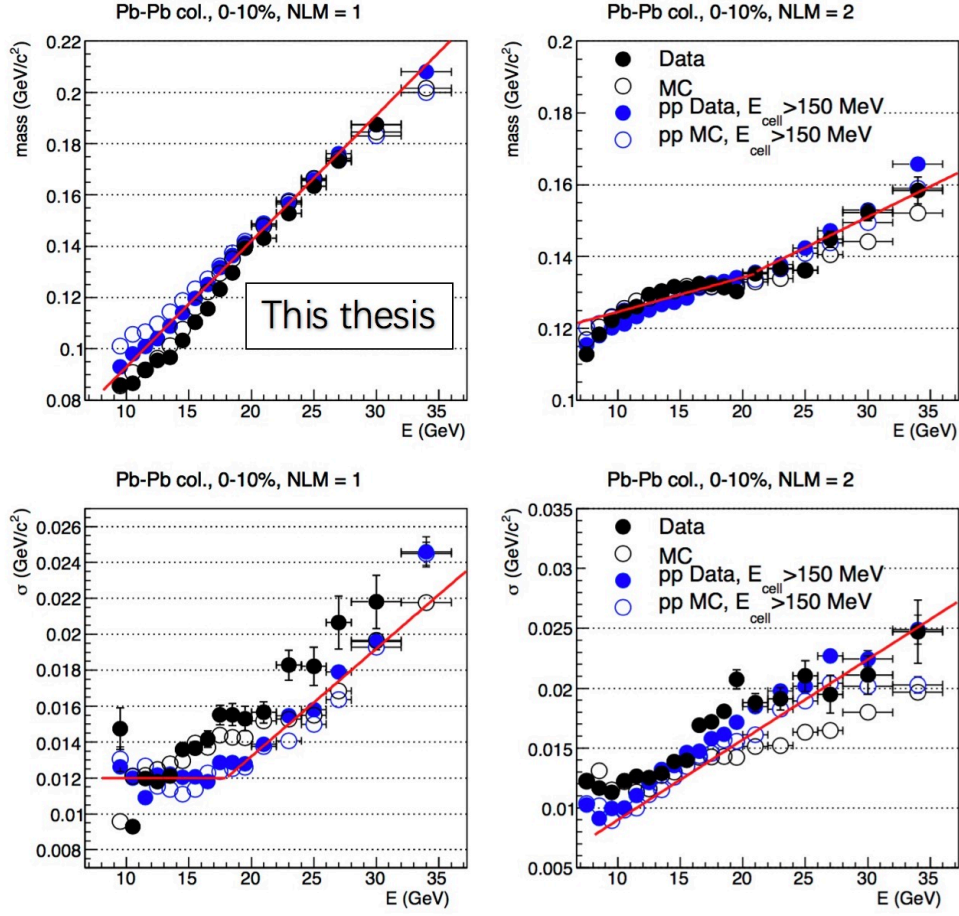 Pb-Pb col., 0-10%, NLM = 1
mass (GeV/c²)
0.22
0.2
0.18
0.16
0.14
0.12
0.1
0.08
This thesis
10 15 20 25 30 35
E (GeV)
Pb-Pb col., 0-10%, NLM = 2
mass (GeV/c²)
0.2
0.18
0.16
0.14
0.12
0.1
Data
MC
pp Data, E_cell>150 MeV
pp MC, E_cell>150 MeV
10 15 20 25 30 35
E (GeV)
Pb-Pb col., 0-10%, NLM = 1
σ (GeV/c²)
0.026
0.024
0.022
0.02
0.018
0.016
0.014
0.012
0.01
0.008
10 15 20 25 30 35
E (GeV)
Pb-Pb col., 0-10%, NLM = 2
σ (GeV/c²)
0.035
0.03
0.025
0.02
0.015
0.01
0.005
Data
MC
pp Data, E_cell>150 MeV
pp MC, E_cell>150 MeV
10 15 20 25 30 35
E (GeV)